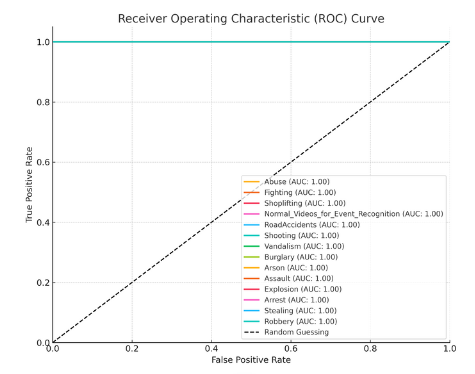 Receiver Operating Characteristic (ROC) Curve
1.0
0.8
0.6
0.4
0.2
0.0
True Positive Rate
Abuse (AUC: 1.00)
Fighting (AUC: 1.00)
Shoplifting (AUC: 1.00)
Normal_Videos_for_Event_Recognition (AUC: 1.00)
RoadAccidents (AUC: 1.00)
Shooting (AUC: 1.00)
Vandalism (AUC: 1.00)
Burglary (AUC: 1.00)
Arson (AUC: 1.00)
Assault (AUC: 1.00)
Explosion (AUC: 1.00)
Arrest (AUC: 1.00)
Stealing (AUC: 1.00)
Robbery (AUC: 1.00)
Random Guessing
0.0 0.2 0.4 0.6 0.8 1.0
False Positive Rate